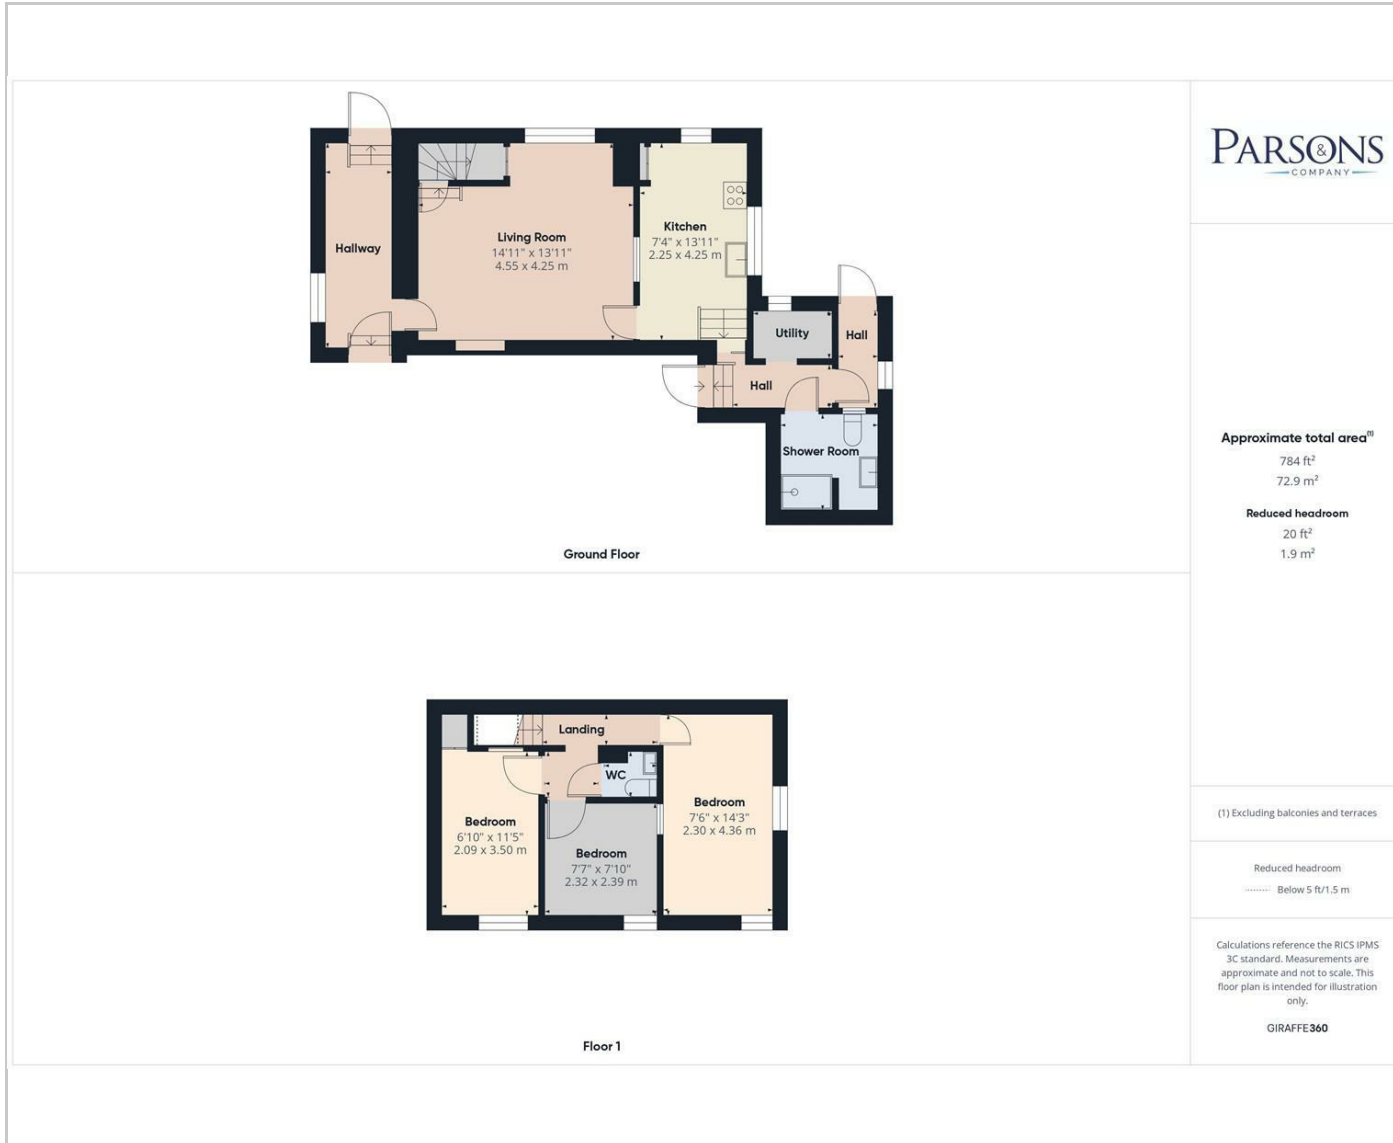 Hallway
Living Room
14'11" x 13'11"
4.55 x 4.25 m
Kitchen
7'4" x 13'11"
2.25 x 4.25 m
Utility
Hall
Hall
Shower Room
Ground Floor
Landing
WC
Bedroom
6'10" x 11'5"
2.09 x 3.50 m
Bedroom
7'7" x 7'10"
2.32 x 2.39 m
Bedroom
7'6" x 14'3"
2.30 x 4.36 m
Floor 1
PARSONS
&
COMPANY
Approximate total area⁽¹⁾
784 ft²
72.9 m²
Reduced headroom
20 ft²
1.9 m²
(1) Excluding balconies and terraces
Reduced headroom
Below 5 ft/1.5 m
Calculations reference the RICS IPMS
3C standard. Measurements are
approximate and not to scale. This
floor plan is intended for illustration
only.
GIRAFFE360